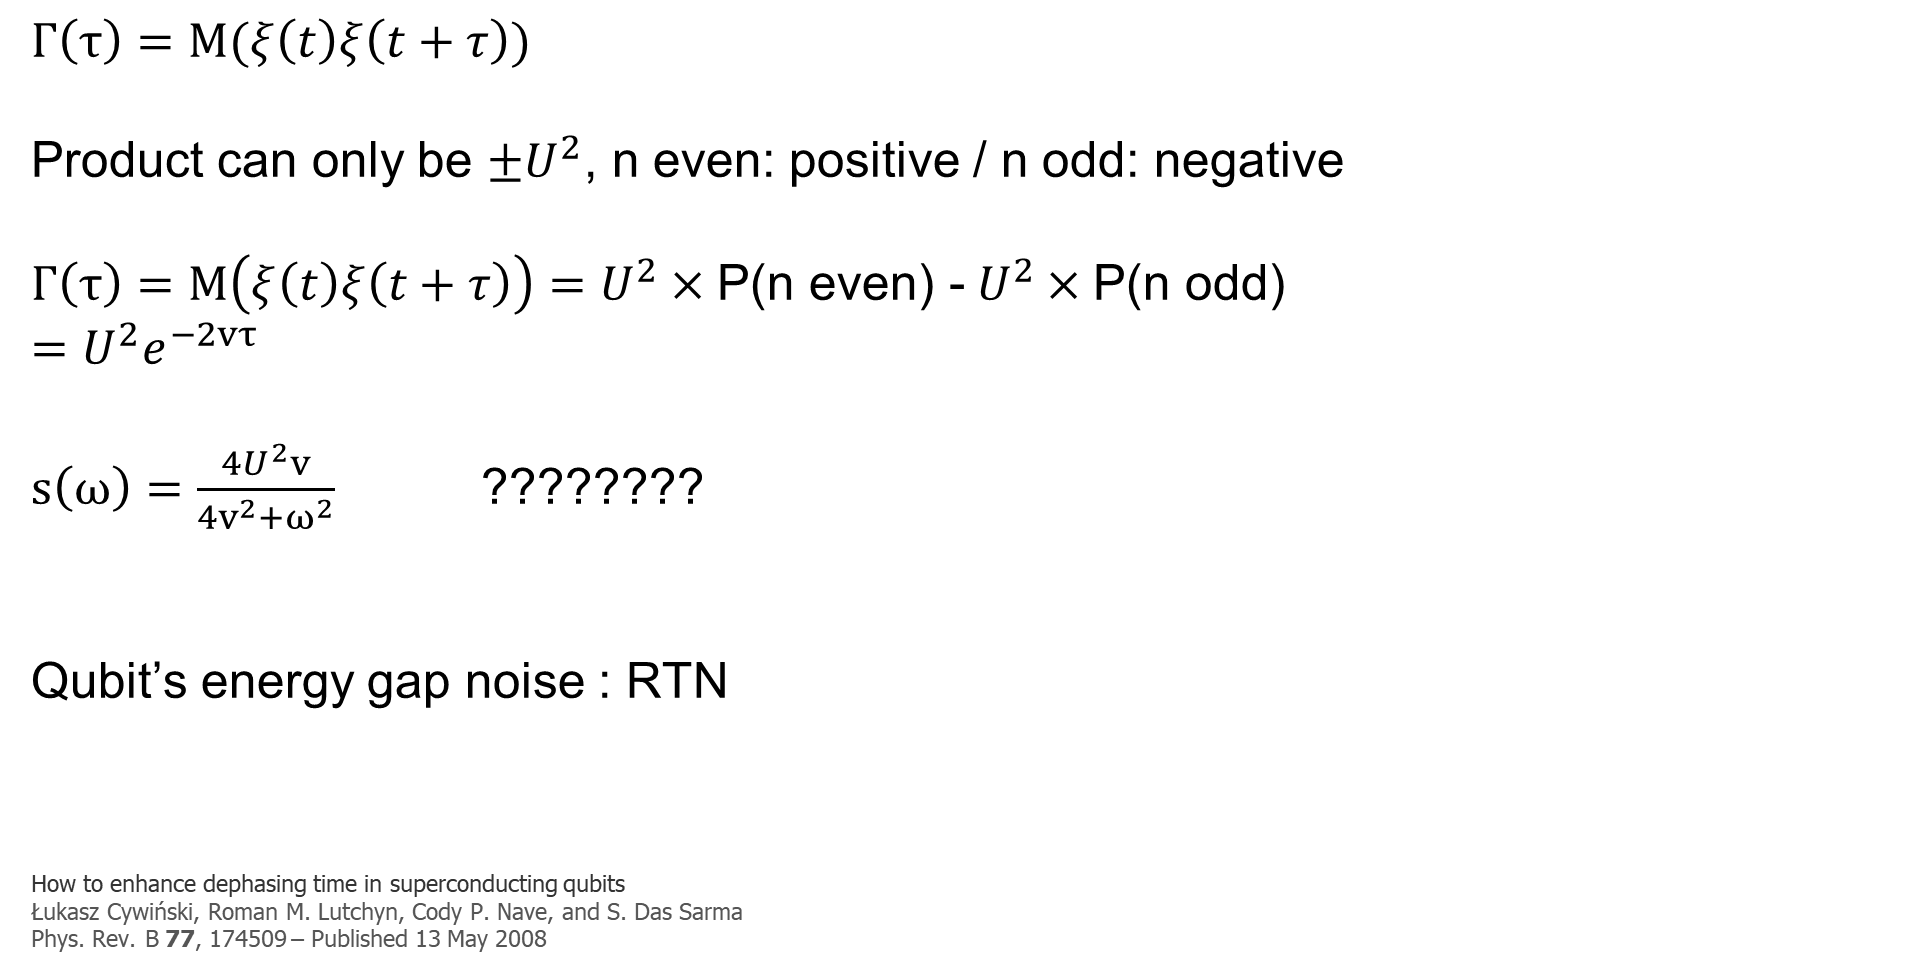 Γ(τ) = M(ξ(t)ξ(t + τ))
Product can only be ±U², n even: positive / n odd: negative
Γ(τ) = M(ξ(t)ξ(t + τ)) = U² × P(n even) - U² × P(n odd)
= U²e⁻²ᵛᵗ
s(ω) = 4U²v / 4v²+ω² ????????
Qubit’s energy gap noise : RTN
How to enhance dephasing time in superconducting qubits
Łukasz Cywiński, Roman M. Lutchyn, Cody P. Nave, and S. Das Sarma
Phys. Rev. B 77, 174509 – Published 13 May 2008